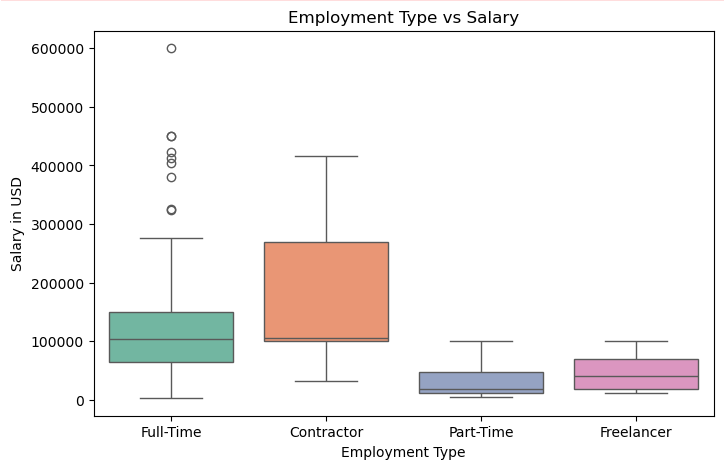 Employment Type vs Salary
600000
500000
400000
300000
200000
100000
0
Salary in USD
Full-Time
Contractor
Part-Time
Freelancer
Employment Type